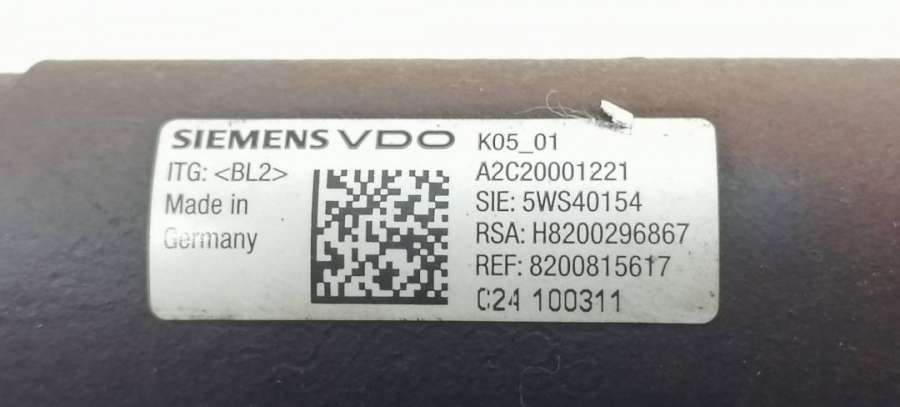 SIEMENS VDO
ITG: <BL2>
Made in
Germany
K05_01
A2C20001221
SIE: 5WS40154
RSA: H8200296867
REF: 8200815617
C24 100311